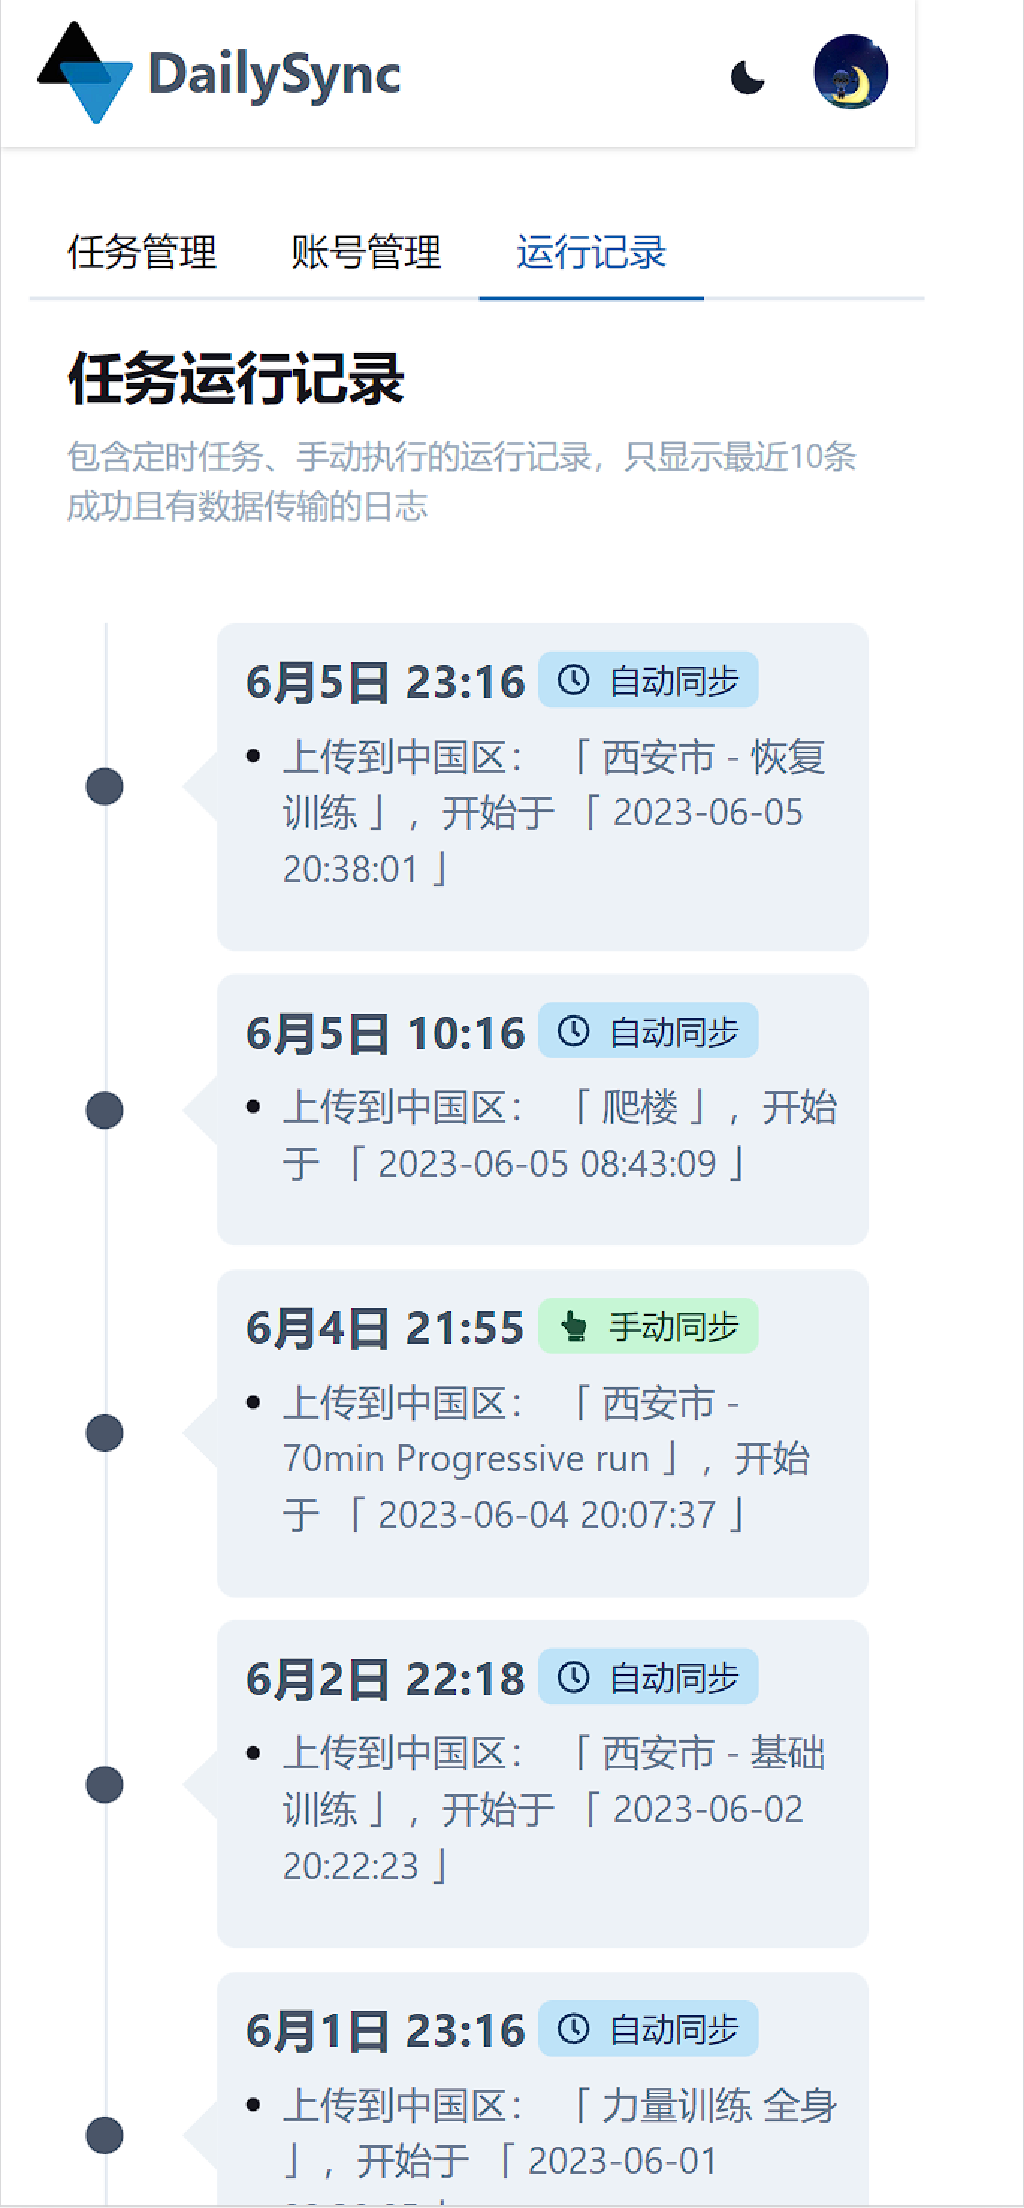 DailySync
任务管理 账号管理 运行记录
任务运行记录
包含定时任务、手动执行的运行记录，只显示最近10条
成功且有数据传输的日志
6月5日 23:16 自动同步
上传到中国区： 「 西安市 - 恢复
训练 」 ，开始于 「 2023-06-05
20:38:01 」
6月5日 10:16 自动同步
上传到中国区： 「 爬楼 」 ，开始
于 「 2023-06-05 08:43:09 」
6月4日 21:55 手动同步
上传到中国区： 「 西安市 -
70min Progressive run 」 ，开始
于 「 2023-06-04 20:07:37 」
6月2日 22:18 自动同步
上传到中国区： 「 西安市 - 基础
训练 」 ，开始于 「 2023-06-02
20:22:23 」
6月1日 23:16 自动同步
上传到中国区： 「 力量训练 全身
」 ，开始于 「 2023-06-01